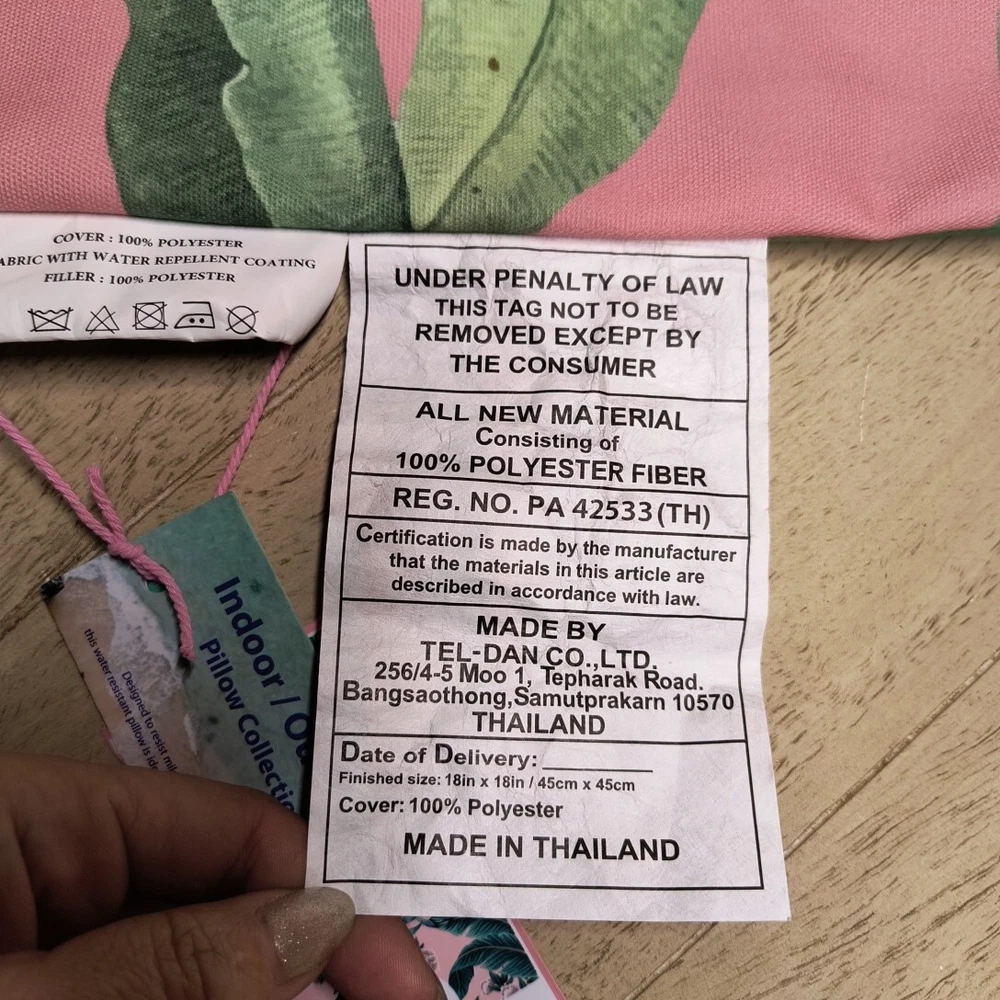 COVER : 100% POLYESTER
FABRIC WITH WATER REPELLENT COATING
FILLER : 100% POLYESTER
UNDER PENALTY OF LAW
THIS TAG NOT TO BE
REMOVED EXCEPT BY
THE CONSUMER
ALL NEW MATERIAL
Consisting of
100% POLYESTER FIBER
REG. NO. PA 42533(TH)
Certification is made by the manufacturer
that the materials in this article are
described in accordance with law.
MADE BY
TEL-DAN CO.,LTD.
256/4-5 Moo 1, Tepharak Road.
Bangsaothong,Samutprakarn 10570
THAILAND
Date of Delivery:
Finished size: 18in x 18in / 45cm x 45cm
Cover: 100% Polyester
MADE IN THAILAND
Indoor /
Pillow
Designed to resist
this water resistant pillow is